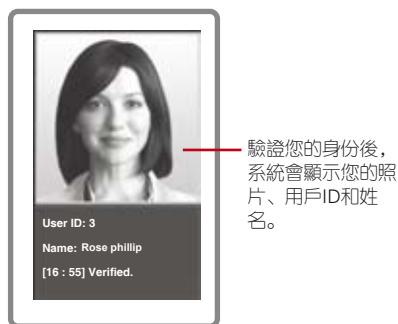 User ID: 3
Name: Rose phillip
[16 : 55] Verified.
驗證您的身份後，
系統會顯示您的照
片、用戶ID和姓
名。